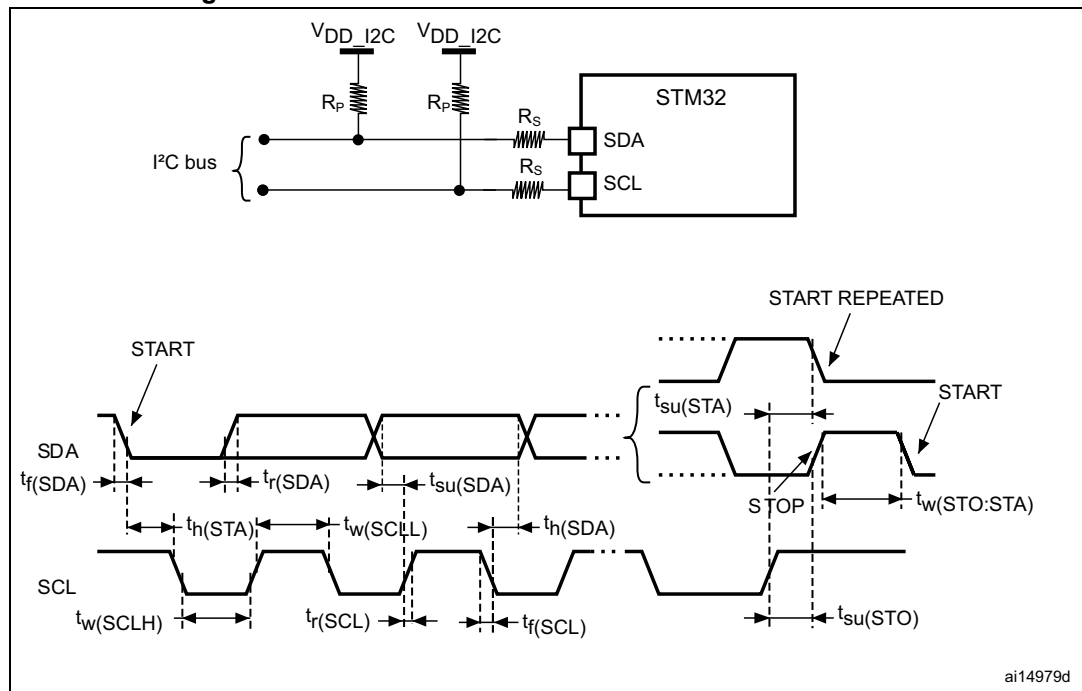 VDD_I2C VDD_I2C
RP RP
STM32
RS
SDA
I²C bus
RS
SCL
START REPEATED
START
START
tsu(STA)
SDA
tf(SDA) tr(SDA) tsu(SDA)
STOP tw(STO:STA)
th(STA) tw(SCLL) th(SDA)
SCL
tw(SCLH) tr(SCL) tf(SCL) tsu(STO)
ai14979d